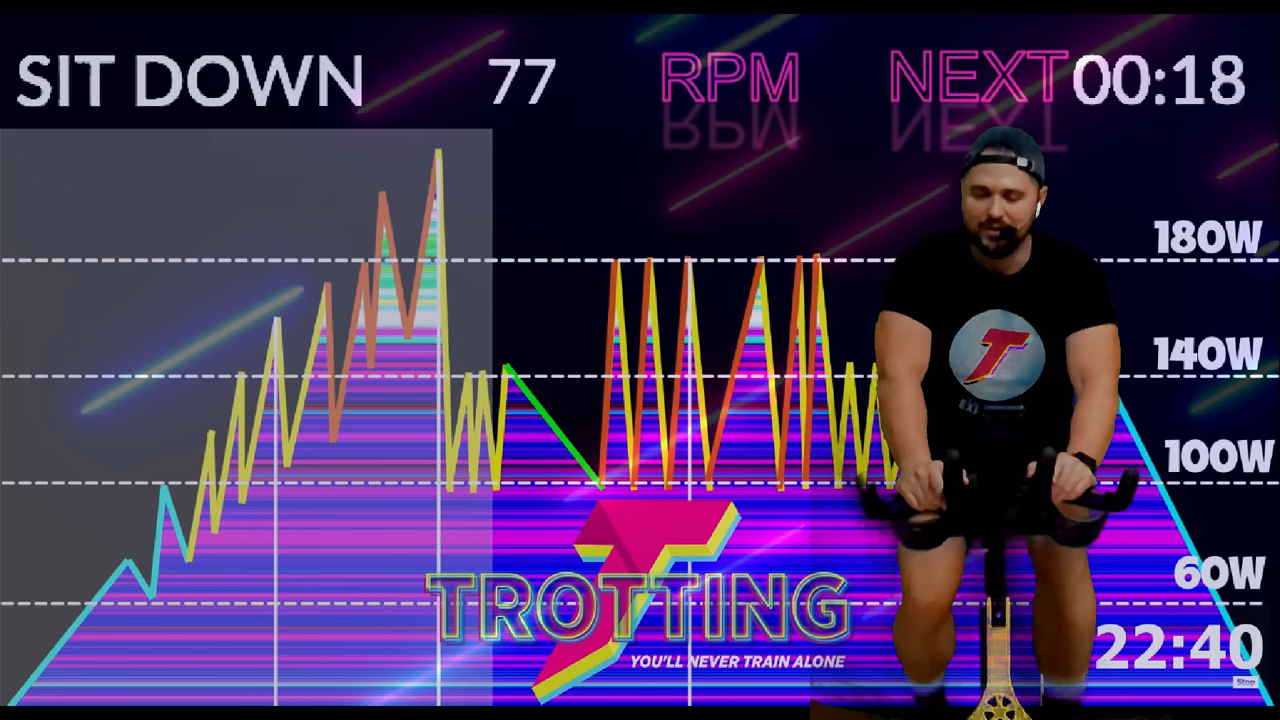 SIT DOWN 77 RPM NEXT 00:18
180W
140W
100W
60W
TROTTING
YOU'LL NEVER TRAIN ALONE
22:40
Stop